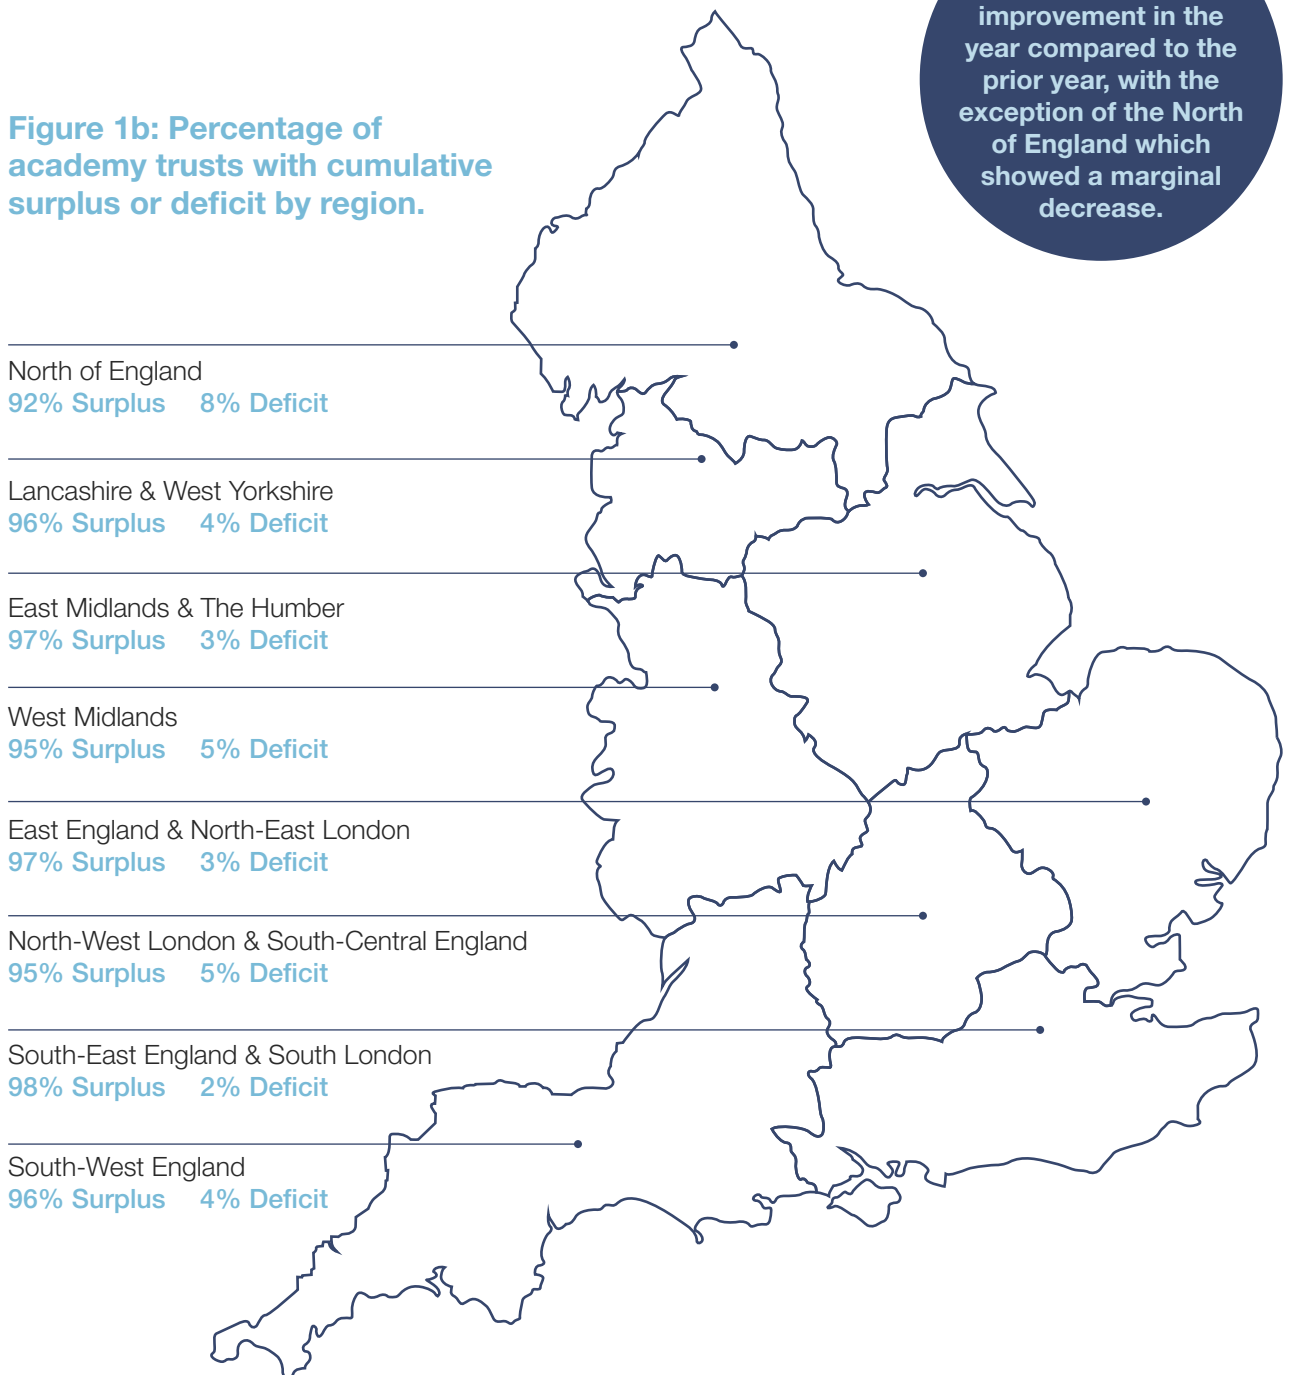 improvement in the
year compared to the
prior year, with the
exception of the North
of England which
showed a marginal
decrease.
Figure 1b: Percentage of
academy trusts with cumulative
surplus or deficit by region.
North of England
92% Surplus 8% Deficit
Lancashire & West Yorkshire
96% Surplus 4% Deficit
East Midlands & The Humber
97% Surplus 3% Deficit
West Midlands
95% Surplus 5% Deficit
East England & North-East London
97% Surplus 3% Deficit
North-West London & South-Central England
95% Surplus 5% Deficit
South-East England & South London
98% Surplus 2% Deficit
South-West England
96% Surplus 4% Deficit